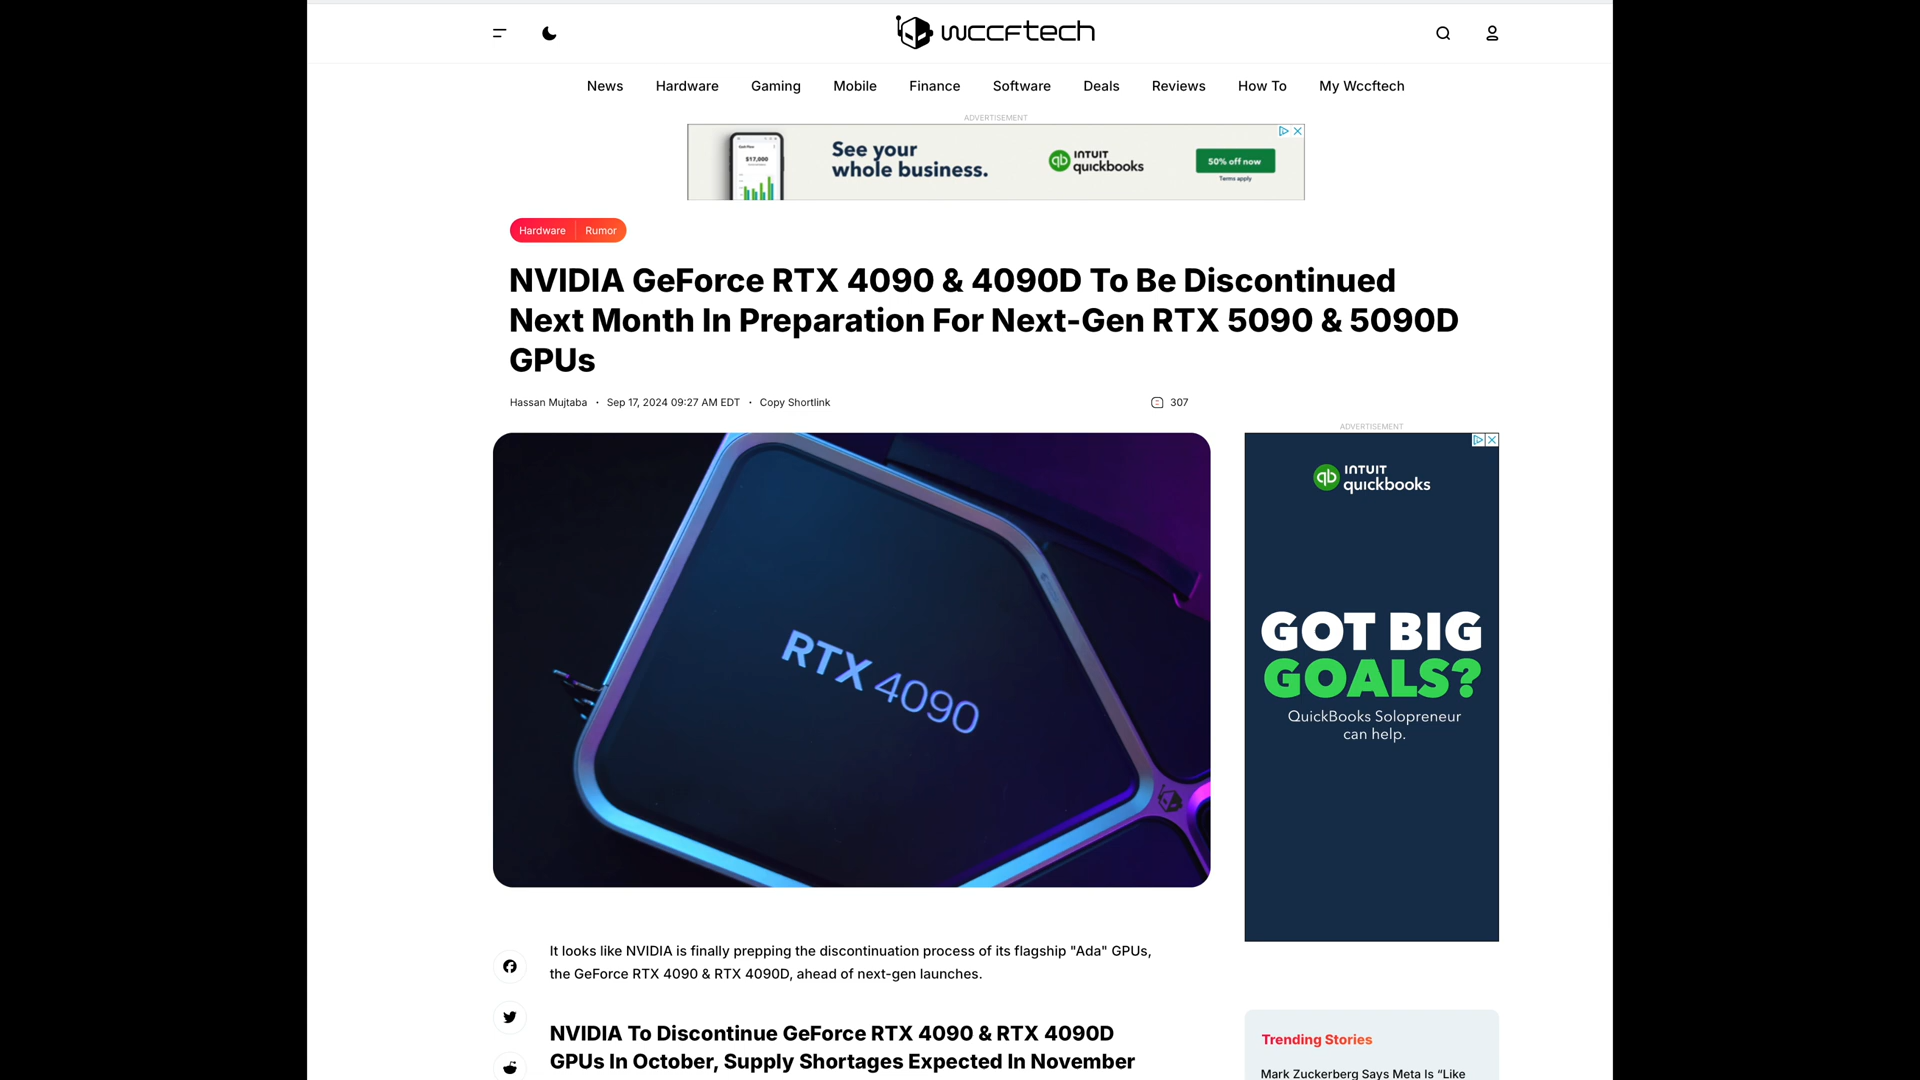 wccftech
News Hardware Gaming Mobile Finance Software Deals Reviews How To My Wccftech
ADVERTISEMENT
$17,000
See your
whole business.
INTUIT
quickbooks
50% off now
Terms apply
Hardware Rumor
NVIDIA GeForce RTX 4090 & 4090D To Be Discontinued
Next Month In Preparation For Next-Gen RTX 5090 & 5090D
GPUs
Hassan Mujtaba • Sep 17, 2024 09:27 AM EDT • Copy Shortlink
307
RTX 4090
ADVERTISEMENT
INTUIT
quickbooks
GOT BIG
GOALS?
QuickBooks Solopreneur
can help.
It looks like NVIDIA is finally prepping the discontinuation process of its flagship "Ada" GPUs,
the GeForce RTX 4090 & RTX 4090D, ahead of next-gen launches.
NVIDIA To Discontinue GeForce RTX 4090 & RTX 4090D
GPUs In October, Supply Shortages Expected In November
Trending Stories
Mark Zuckerberg Says Meta Is “Like